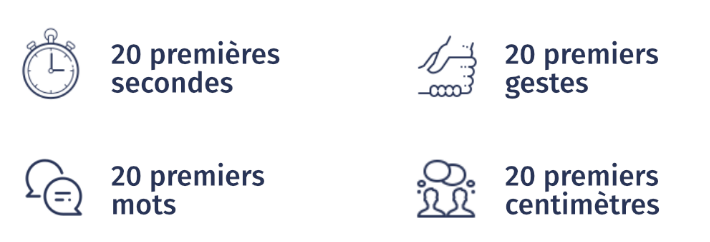 20 premières
secondes
20 premiers
gestes
20 premiers
mots
20 premiers
centimètres